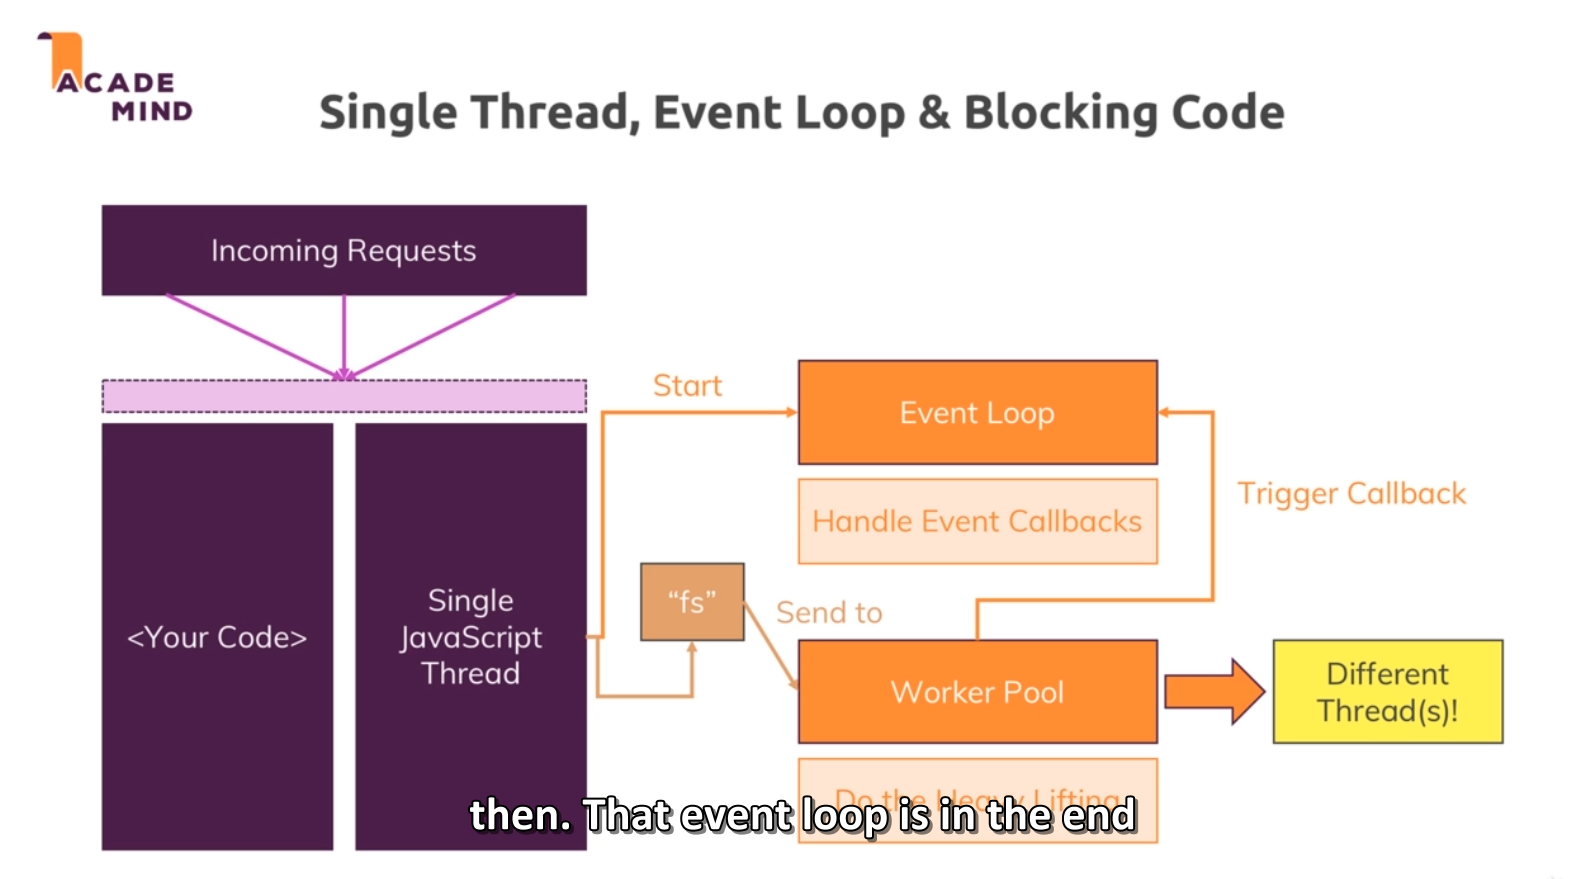 ACADE
MIND
Single Thread, Event Loop & Blocking Code
Incoming Requests
Start
Event Loop
Handle Event Callbacks
Trigger Callback
<Your Code>
Single
JavaScript
Thread
“fs”
Send to
Worker Pool
Different
Thread(s)!
Do the Heavy Lifting
then. That event loop is in the end